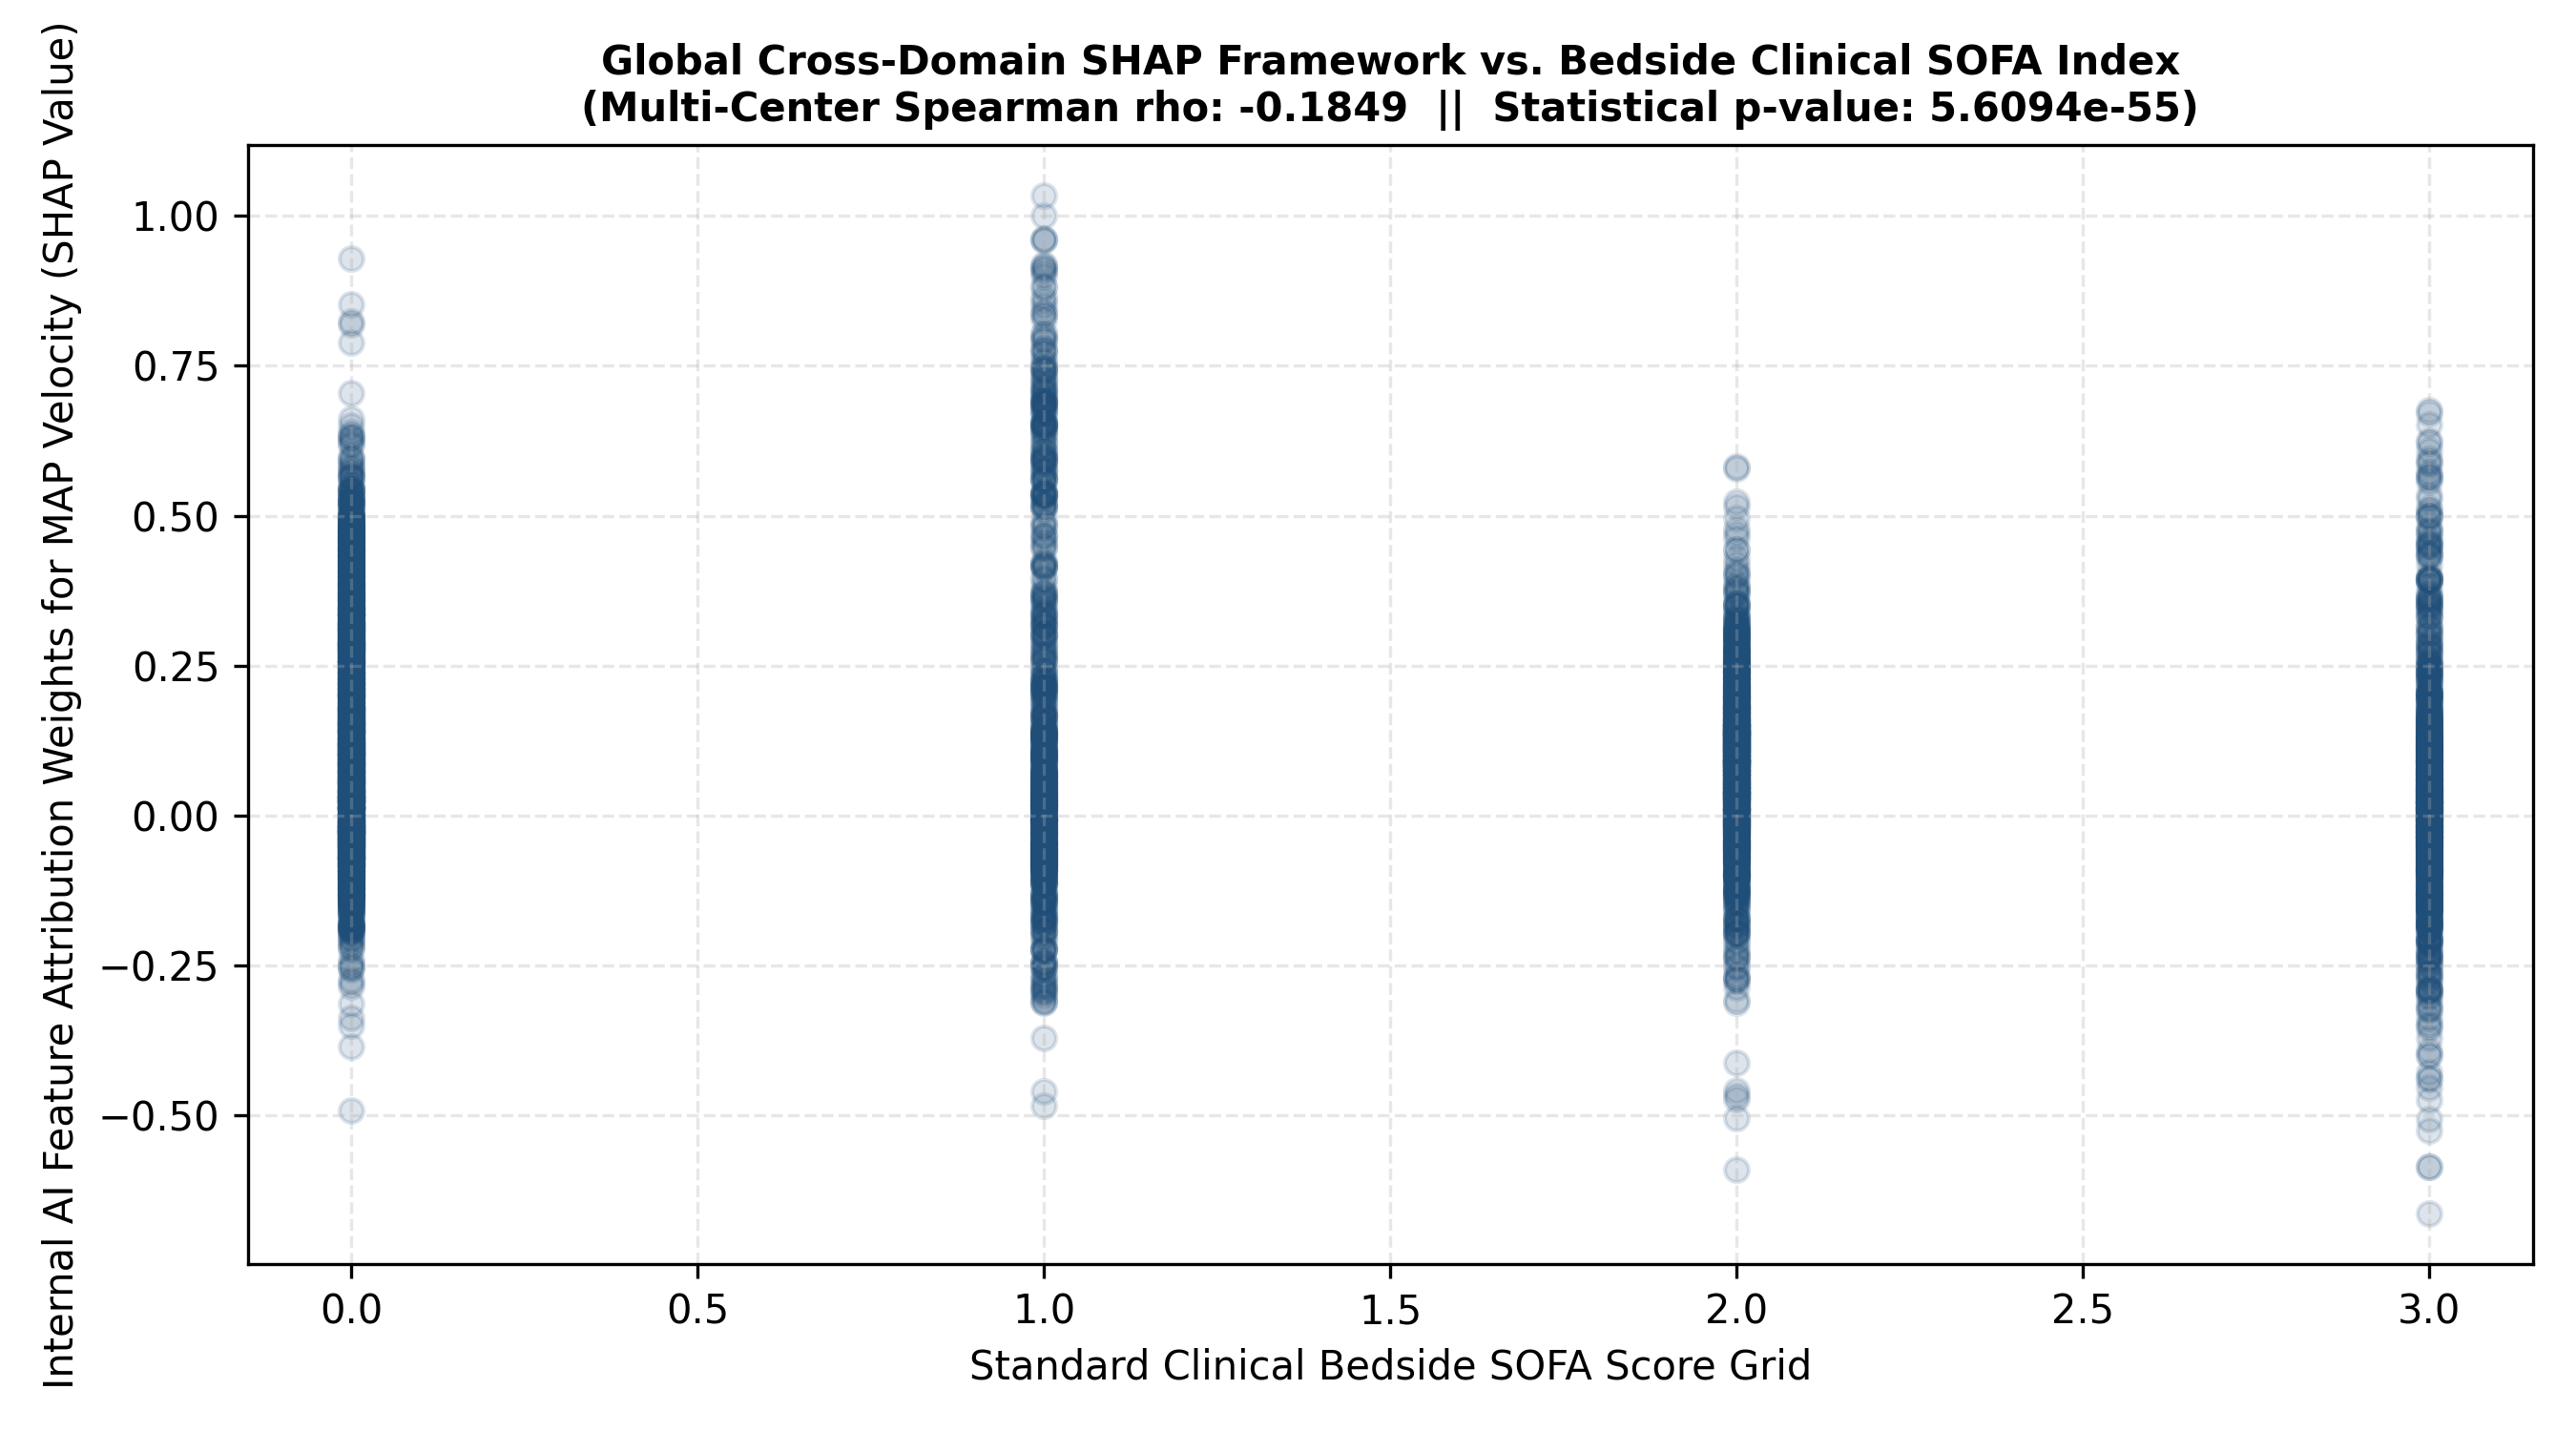 Global Cross-Domain SHAP Framework vs. Bedside Clinical SOFA Index
(Multi-Center Spearman rho: -0.1849 || Statistical p-value: 5.6094e-55)
Internal AI Feature Attribution Weights for MAP Velocity (SHAP Value)
1.00
0.75
0.50
0.25
0.00
−0.25
−0.50
0.0 0.5 1.0 1.5 2.0 2.5 3.0
Standard Clinical Bedside SOFA Score Grid